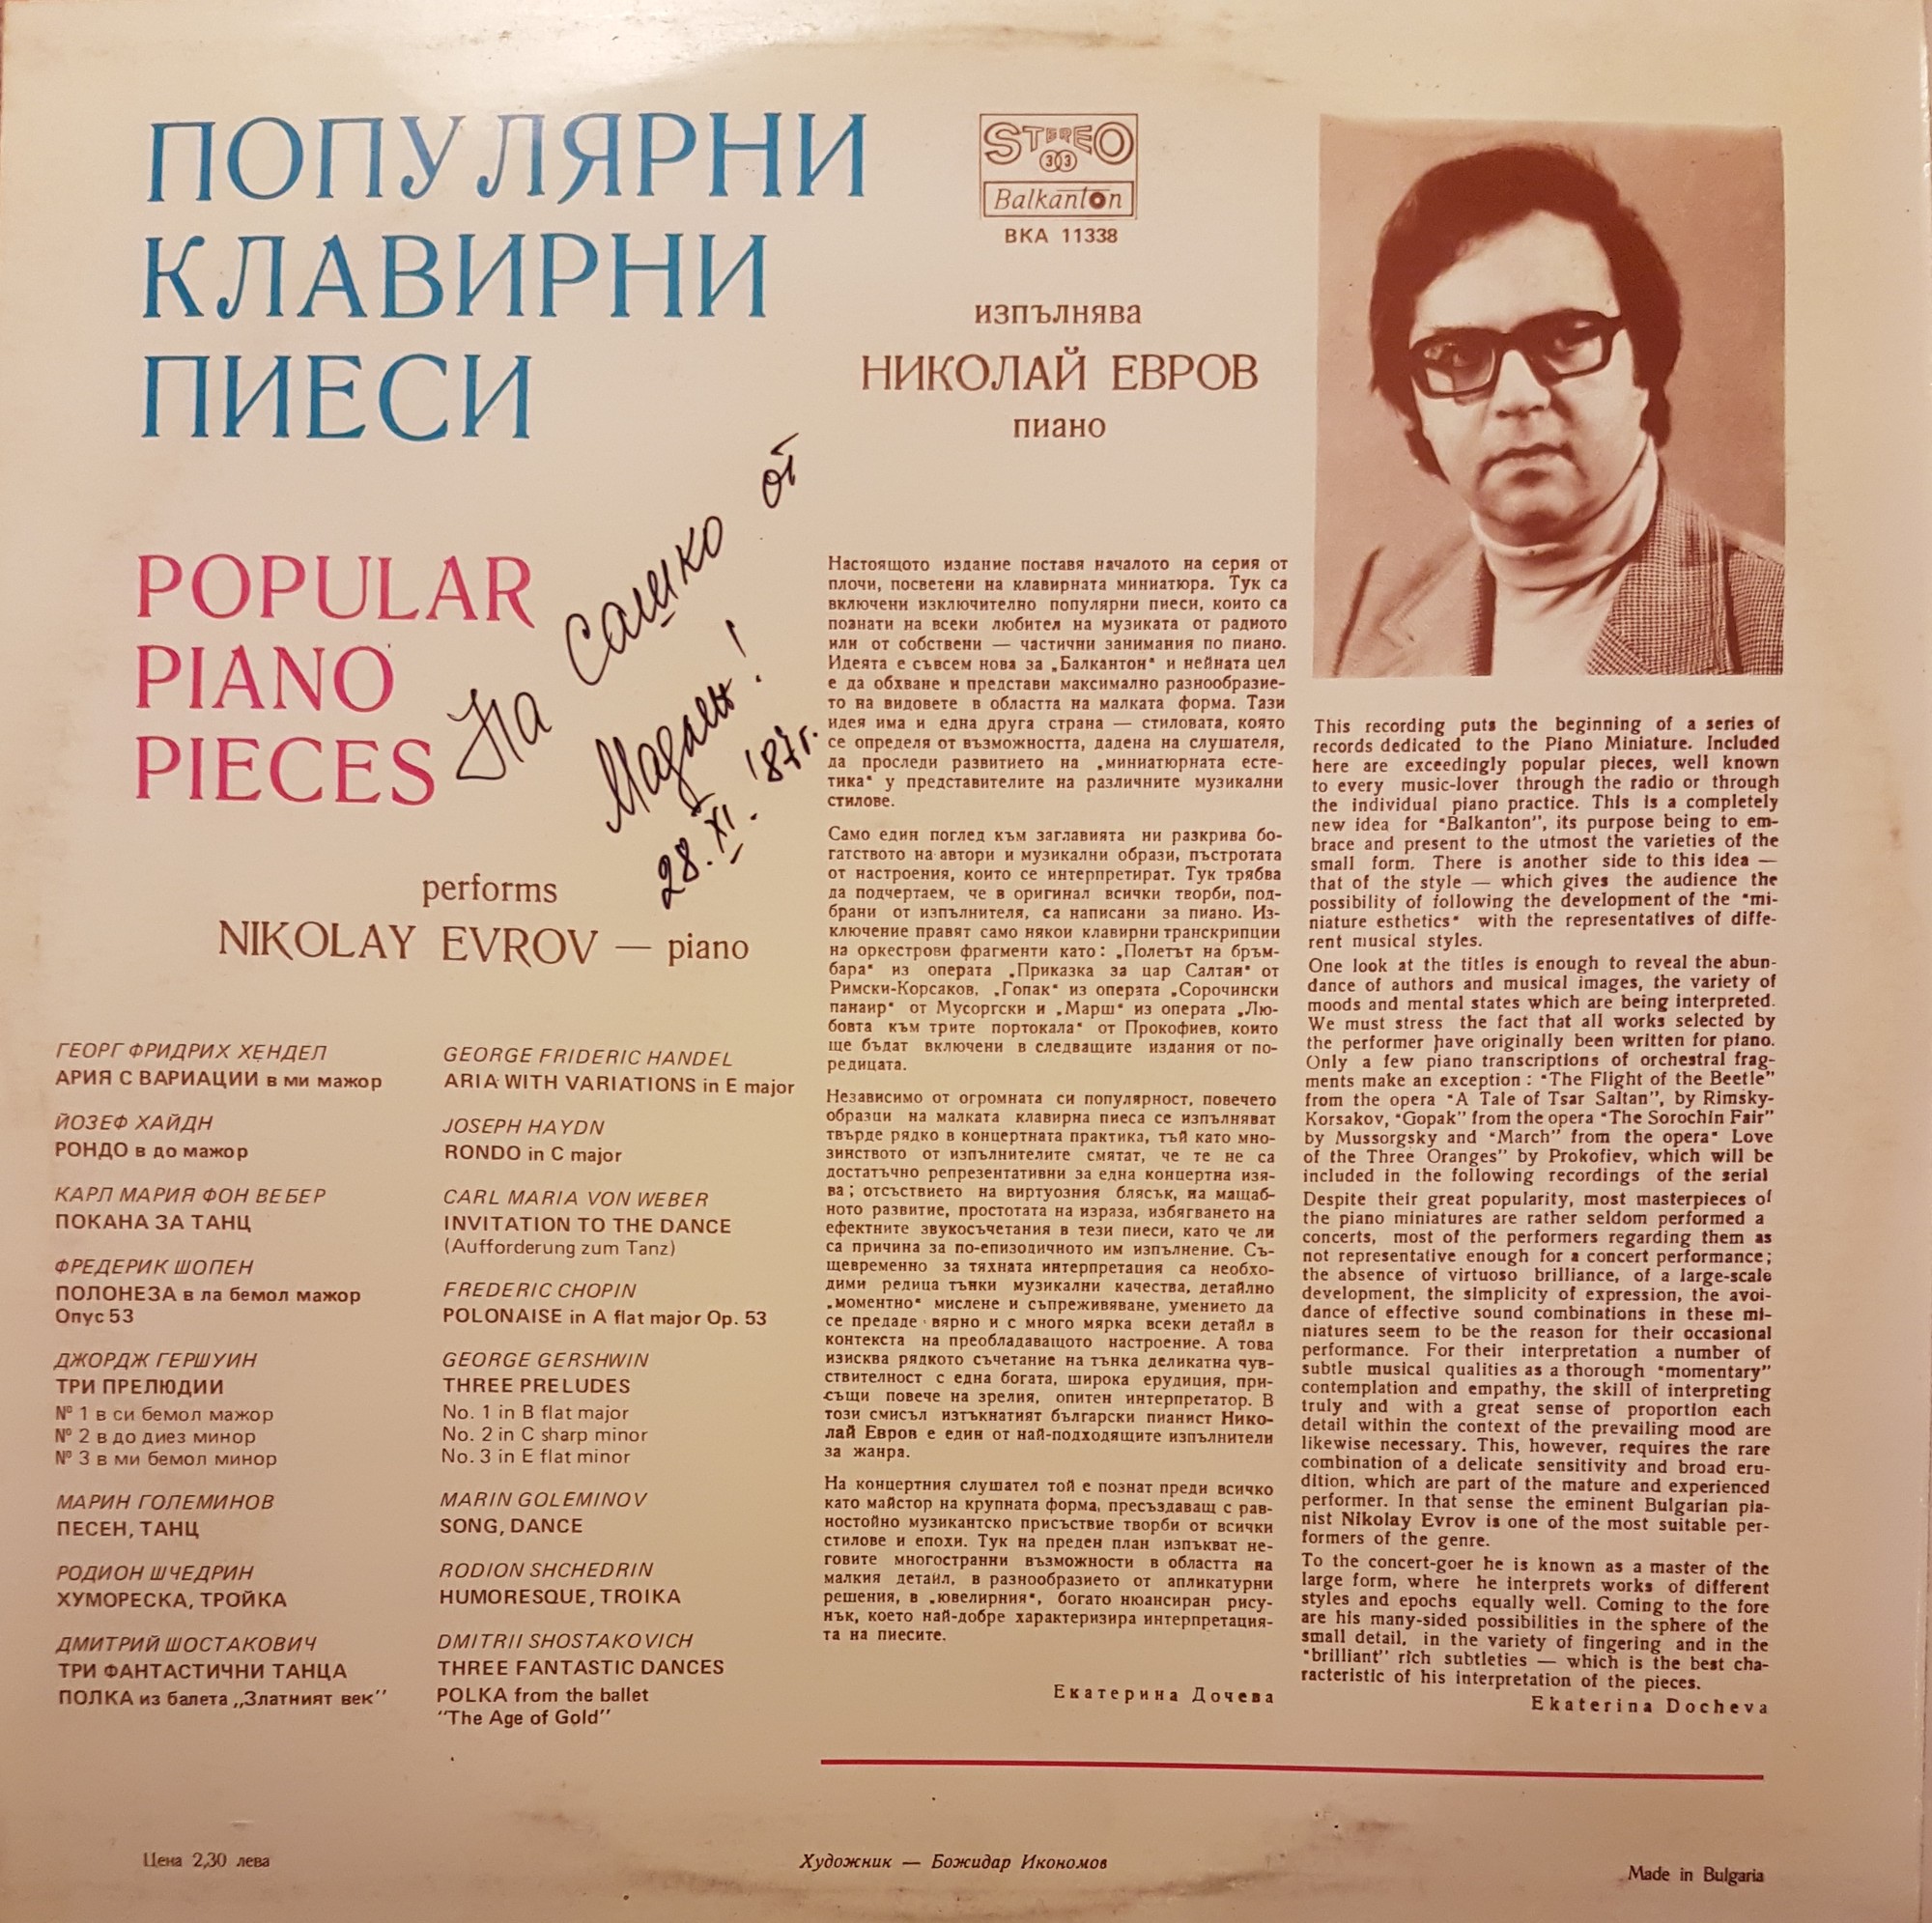 ПОПУЛЯРНИ
КЛАВИРНИ
ПИЕСИ
POPULAR
PIANO
PIECES
На Сашко от
Мадлен!
28.XI.'87г.
performs
NIKOLAY EVROV — piano
STEREO
33
Balkanton
ВКА 11338
изпълнява
НИКОЛАЙ ЕВРОВ
пиано
ГЕОРГ ФРИДРИХ ХЕНДЕЛ
АРИЯ С ВАРИАЦИИ в ми мажор
ЙОЗЕФ ХАЙДН
РОНДО в до мажор
КАРЛ МАРИЯ ФОН ВЕБЕР
ПОКАНА ЗА ТАНЦ
ФРЕДЕРИК ШОПЕН
ПОЛОНЕЗА в ла бемол мажор
Опус 53
ДЖОРДЖ ГЕРШУИН
ТРИ ПРЕЛЮДИИ
№ 1 в си бемол мажор
№ 2 в до диез минор
№ 3 в ми бемол минор
МАРИН ГОЛЕМИНОВ
ПЕСЕН, ТАНЦ
РОДИОН ШЧЕДРИН
ХУМОРЕСКА, ТРОЙКА
ДМИТРИЙ ШОСТАКОВИЧ
ТРИ ФАНТАСТИЧНИ ТАНЦА
ПОЛКА из балета „Златният век”
GEORGE FRIDERIC HANDEL
ARIA WITH VARIATIONS in E major
JOSEPH HAYDN
RONDO in C major
CARL MARIA VON WEBER
INVITATION TO THE DANCE
(Aufforderung zum Tanz)
FREDERIC CHOPIN
POLONAISE in A flat major Op. 53
GEORGE GERSHWIN
THREE PRELUDES
No. 1 in B flat major
No. 2 in C sharp minor
No. 3 in E flat minor
MARIN GOLEMINOV
SONG, DANCE
RODION SHCHEDRIN
HUMORESQUE, TROIKA
DMITRII SHOSTAKOVICH
THREE FANTASTIC DANCES
POLKA from the ballet
“The Age of Gold”
Настоящото издание поставя началото на серия от
плочи, посветени на клавирната миниатюра. Тук са
включени изключително популярни пиеси, които са
познати на всеки любител на музиката от радиото
или от собствени — частични занимания по пиано.
Идеята е съвсем нова за „Балкантон“ и нейната цел
е да обхване и представи максимално разнообразие-
то на видовете в областта на малката форма. Тази
идея има и една друга страна — стиловата, която
се определя от възможността, дадена на слушателя,
да проследи развитието на „миниатюрната есте-
тика“ у представителите на различните музикални
стилове.
Само един поглед към заглавията ни разкрива бо-
гатството на автори и музикални образи, пъстротата
от настроения, които се интерпретират. Тук трябва
да подчертаем, че в оригинал всички творби, под-
брани от изпълнителя, са написани за пиано. Из-
ключение правят само някои клавирни транскрипции
на оркестрови фрагменти като: „Полетът на бръм-
бара“ из операта „Приказка за цар Салтан“ от
Римски-Корсаков, „Гопак“ из операта „Сорочински
панаир“ от Мусоргски и „Марш“ из операта „Лю-
бовта към трите портокала“ от Прокофиев, които
ще бъдат включени в следващите издания от по-
редицата.
Независимо от огромната си популярност, повечето
образци на малката клавирна пиеса се изпълняват
твърде рядко в концертната практика, тъй като мно-
зинството от изпълнителите смятат, че те не са
достатъчно репрезентативни за една концертна изя-
ва; отсъствието на виртуозния блясък, на мащаб-
ното развитие, простотата на израза, избягването на
ефектните звукосъчетания в тези пиеси, като че ли
са причина за по-епизодичното им изпълнение. Съ-
щевременно за тяхната интерпретация са необхо-
дими редица тънки музикални качества, детайлно
„моментно“ мислене и съпреживяване, умението да
се предаде вярно и с много мярка всеки детайл в
контекста на преобладаващото настроение. А това
изисква рядкото съчетание на тънка деликатна чув-
ствителност с една богата, широка ерудиция, при-
същи повече на зрелия, опитен интерпретатор. В
този смисъл изтъкнатият български пианист Нико-
лай Евров е един от най-подходящите изпълнители
за жанра.
На концертния слушател той е познат преди всичко
като майстор на крупната форма, пресъздаващ с рав-
ностойно музикантско присъствие творби от всички
стилове и епохи. Тук на преден план изпъкват не-
говите многостранни възможности в областта на
малкия детайл, в разнообразието от апликатурни
решения, в „ювелирния“, богато нюансиран рису-
нък, което най-добре характеризира интерпретация-
та на пиесите.
Екатерина Дочева
This recording puts the beginning of a series of
records dedicated to the Piano Miniature. Included
here are exceedingly popular pieces, well known
to every music-lover through the radio or through
the individual piano practice. This is a completely
new idea for “Balkanton”, its purpose being to em-
brace and present to the utmost the varieties of the
small form. There is another side to this idea —
that of the style — which gives the audience the
possibility of following the development of the “mi-
niature esthetics“ with the representatives of diffe-
rent musical styles.
One look at the titles is enough to reveal the abun-
dance of authors and musical images, the variety of
moods and mental states which are being interpreted.
We must stress the fact that all works selected by
the performer have originally been written for piano.
Only a few piano transcriptions of orchestral frag-
ments make an exception : “The Flight of the Beetle”
from the opera “A Tale of Tsar Saltan”, by Rimsky-
Korsakov, “Gopak” from the opera “The Sorochin Fair”
by Mussorgsky and “March” from the opera“ Love
of the Three Oranges” by Prokofiev, which will be
included in the following recordings of the serial
Despite their great popularity, most masterpieces of
the piano miniatures are rather seldom performed a
concerts, most of the performers regarding them as
not representative enough for a concert performance;
the absence of virtuoso brilliance, of a large-scale
development, the simplicity of expression, the avoi-
dance of effective sound combinations in these mi-
niatures seem to be the reason for their occasional
performance. For their interpretation a number of
subtle musical qualities as a thorough “momentary”
contemplation and empathy, the skill of interpreting
truly and with a great sense of proportion each
detail within the context of the prevailing mood are
likewise necessary. This, however, requires the rare
combination of a delicate sensitivity and broad eru-
dition, which are part of the mature and experienced
performer. In that sense the eminent Bulgarian pia-
nist Nikolay Evrov is one of the most suitable per-
formers of the genre.
To the concert-goer he is known as a master of the
large form, where he interprets works of different
styles and epochs equally well. Coming to the fore
are his many-sided possibilities in the sphere of the
small detail, in the variety of fingering and in the
“brilliant” rich subtleties — which is the best cha-
racteristic of his interpretation of the pieces.
Ekaterina Docheva
Цена 2,30 лева
Художник — Божидар Икономов
Made in Bulgaria